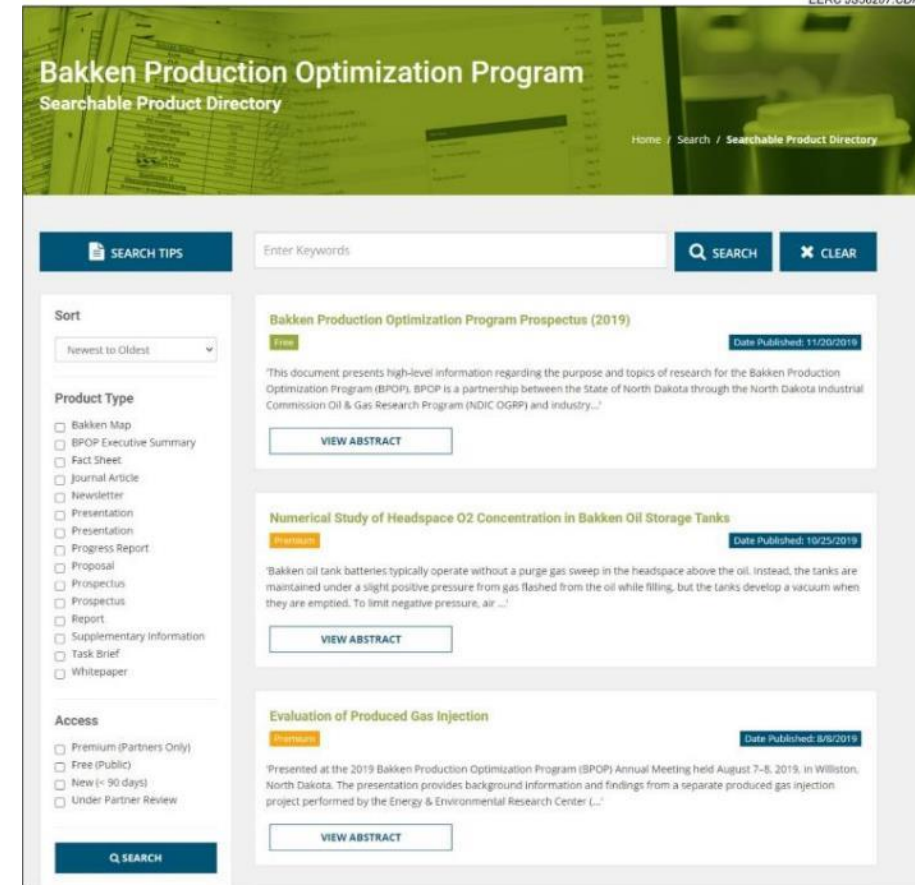 Bakken Production Optimization Program
Searchable Product Directory
Home / Search / Searchable Product Directory
SEARCH TIPS
Enter Keywords
SEARCH
CLEAR
Sort
Newest to Oldest
Product Type
Bakken Map
BPOP Executive Summary
Fact Sheet
Journal Article
Newsletter
Presentation
Presentation
Progress Report
Proposal
Prospectus
Prospectus
Report
Supplementary Information
Task Brief
Whitepaper
Access
Premium (Partners Only)
Free (Public)
New (< 90 days)
Under Partner Review
SEARCH
Bakken Production Optimization Program Prospectus (2019)
Free
Date Published: 11/20/2019
'This document presents high-level information regarding the purpose and topics of research for the Bakken Production
Optimization Program (BPOP). BPOP is a partnership between the State of North Dakota through the North Dakota Industrial
Commission Oil & Gas Research Program (NDIC OGRP) and industry...'
VIEW ABSTRACT
Numerical Study of Headspace O2 Concentration in Bakken Oil Storage Tanks
Premium
Date Published: 10/25/2019
'Bakken oil tank batteries typically operate without a purge gas sweep in the headspace above the oil. Instead, the tanks are
maintained under a slight positive pressure from gas flashed from the oil while filling, but the tanks develop a vacuum when
they are emptied. To limit negative pressure, air ...'
VIEW ABSTRACT
Evaluation of Produced Gas Injection
Premium
Date Published: 8/8/2019
'Presented at the 2019 Bakken Production Optimization Program (BPOP) Annual Meeting held August 7–8, 2019, in Williston,
North Dakota. The presentation provides background information and findings from a separate produced gas injection
project performed by the Energy & Environmental Research Center (...'
VIEW ABSTRACT